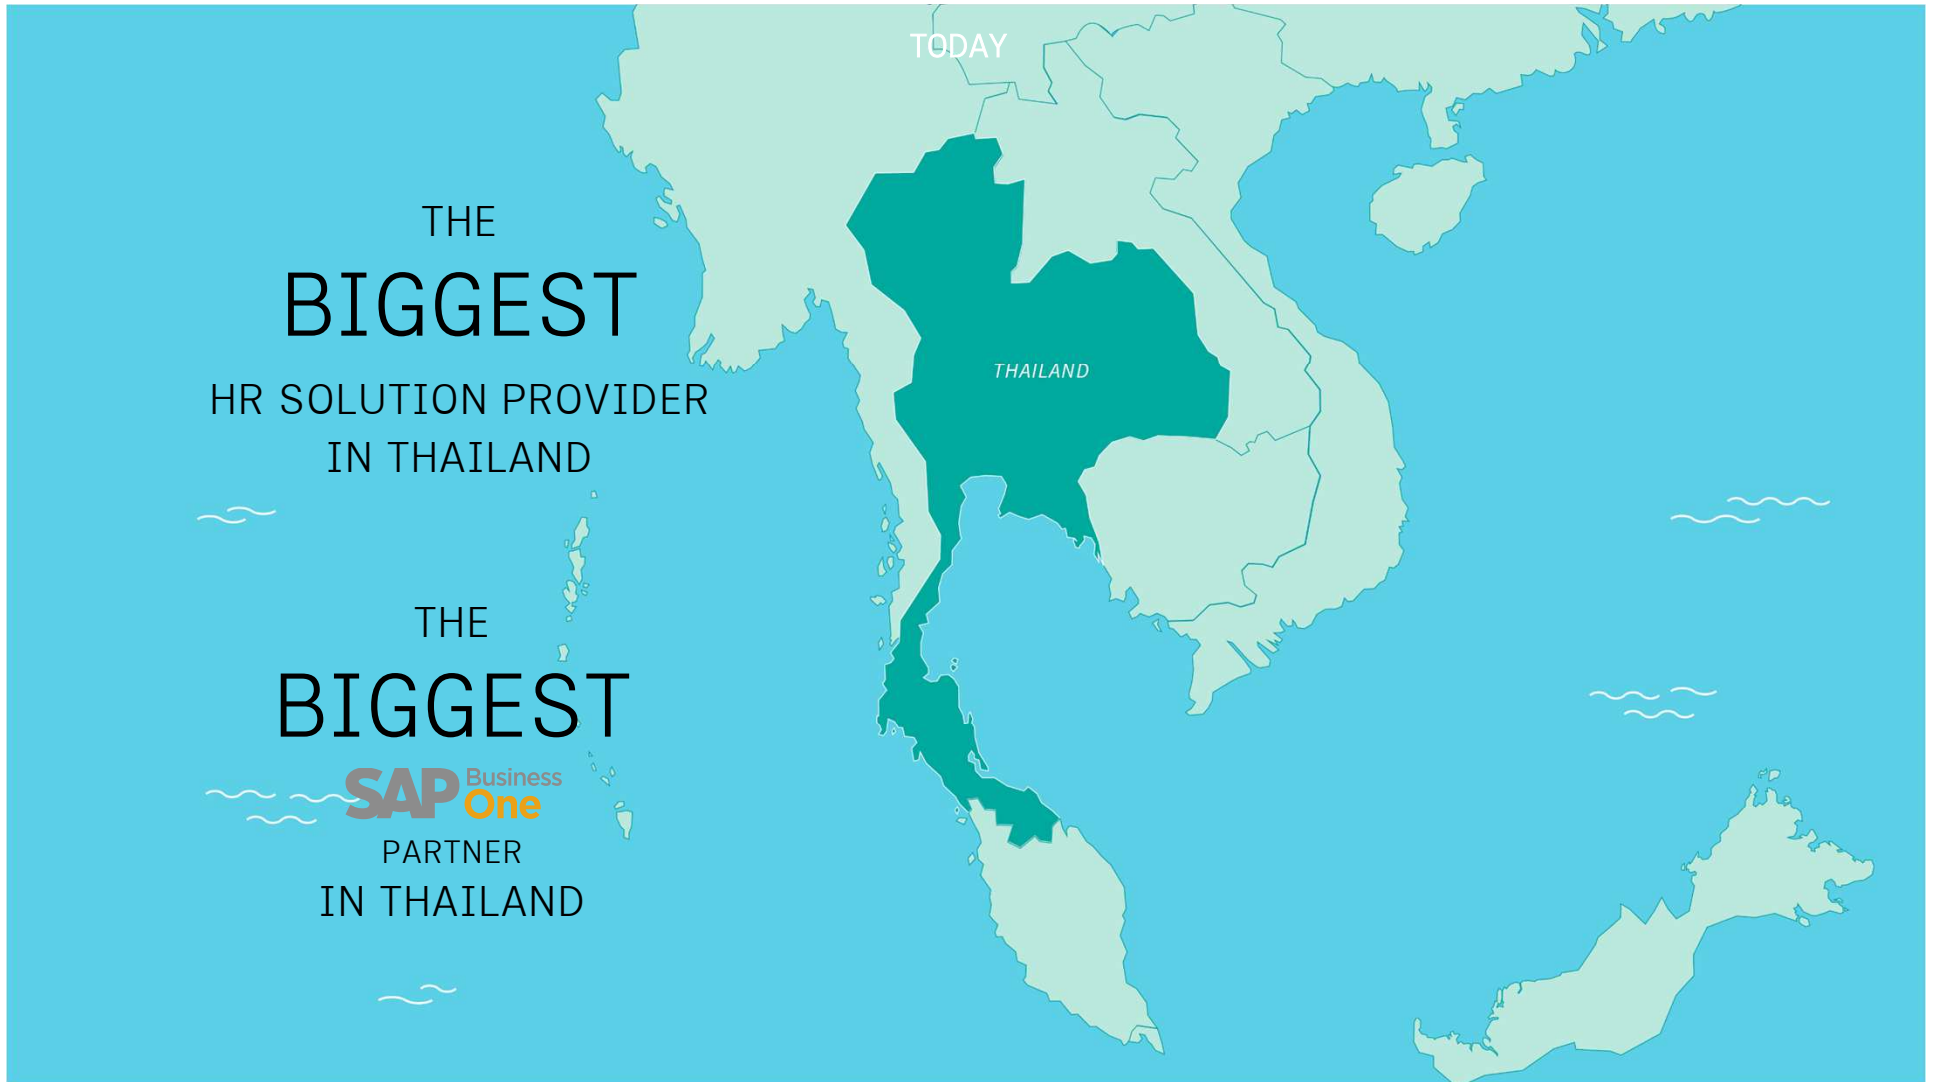 TODAY
THE
BIGGEST
HR SOLUTION PROVIDER
IN THAILAND
THAILAND
THE
BIGGEST
SAP Business
One
PARTNER
IN THAILAND